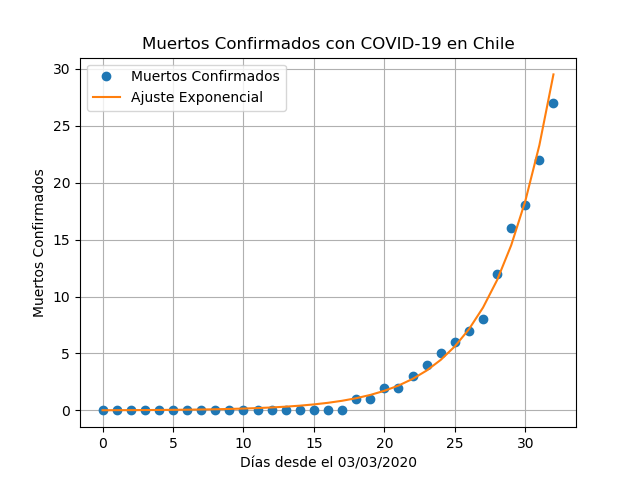 Muertos Confirmados con COVID-19 en Chile
Muertos Confirmados
Ajuste Exponencial
30
25
20
15
10
5
0
Muertos Confirmados
0 5 10 15 20 25 30
Días desde el 03/03/2020